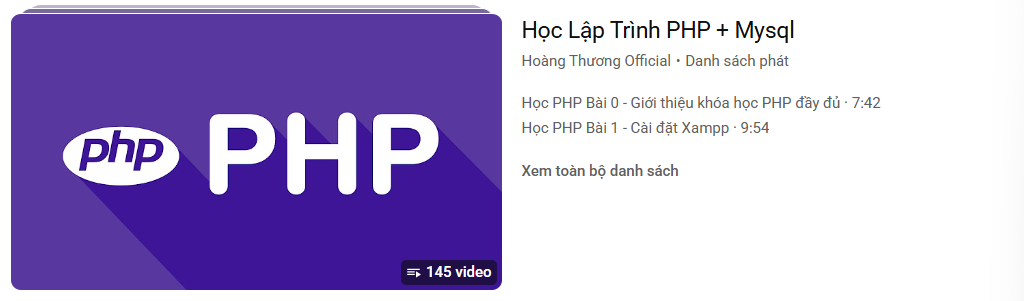 php PHP
145 video
Học Lập Trình PHP + Mysql
Hoàng Thương Official • Danh sách phát
Học PHP Bài 0 - Giới thiệu khóa học PHP đầy đủ · 7:42
Học PHP Bài 1 - Cài đặt Xampp · 9:54
Xem toàn bộ danh sách